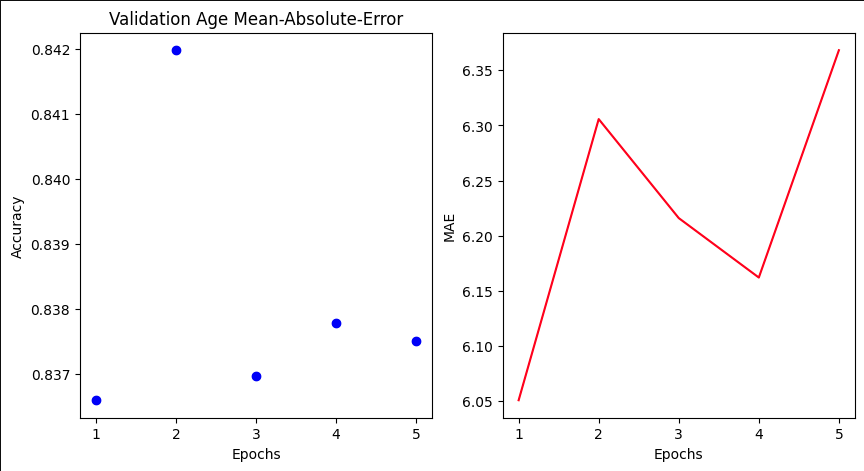 Validation Age Mean-Absolute-Error
Accuracy
0.842
0.841
0.840
0.839
0.838
0.837
1 2 3 4 5
Epochs
MAE
6.35
6.30
6.25
6.20
6.15
6.10
6.05
1 2 3 4 5
Epochs